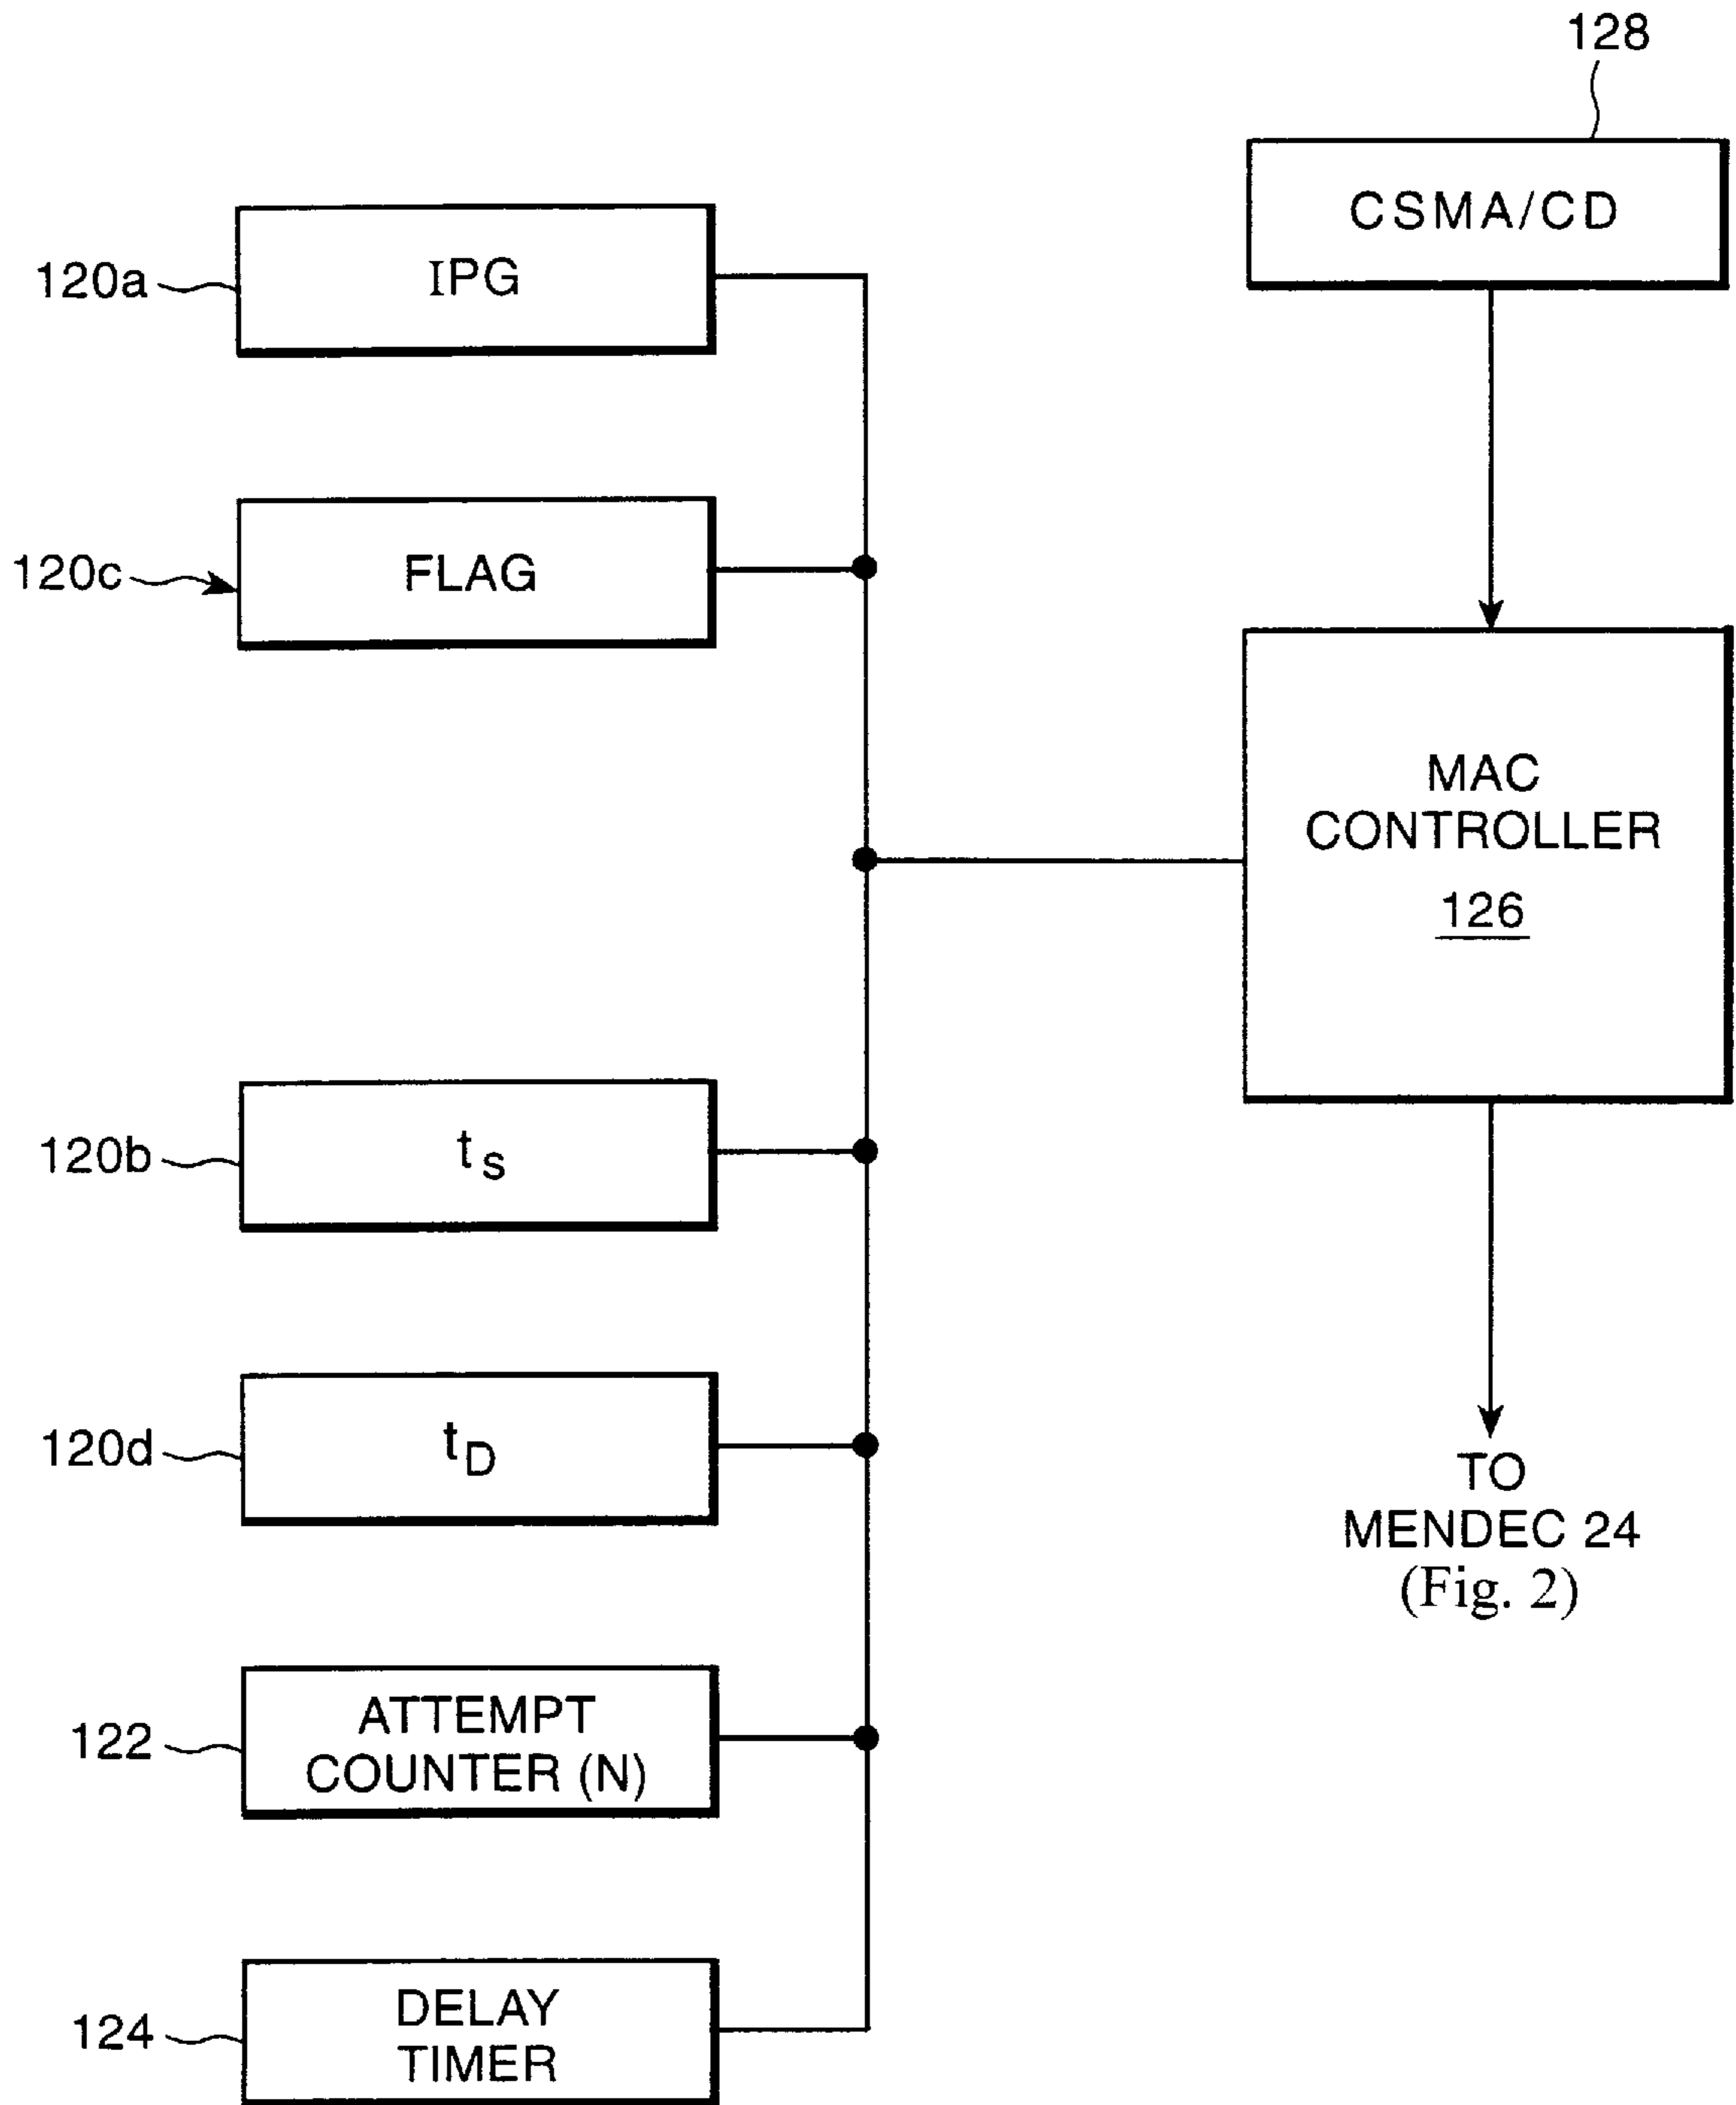 128
CSMA/CD
120a
IPG
120c
FLAG
MAC
CONTROLLER
126
120b
tS
120d
tD
TO
MENDEC 24
(Fig. 2)
122
ATTEMPT
COUNTER (N)
124
DELAY
TIMER